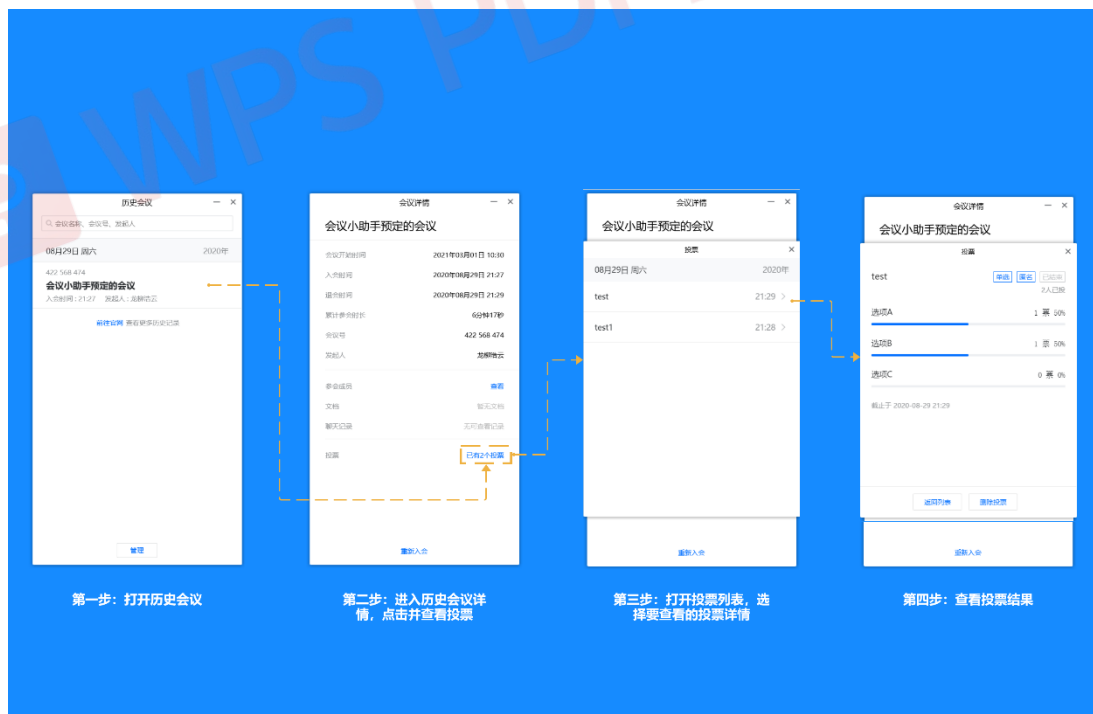 WPS PDF
历史会议
会议名称、会议号、发起人
08月29日 周六 2020年
422 568 474
会议小助手预定的会议
入会时间：21:27 发起人：龙柳皓云
前往官网 查看更多历史记录
管理
第一步：打开历史会议
会议详情
会议小助手预定的会议
会议开始时间 2021年03月01日 10:30
入会时间 2020年08月29日 21:27
退会时间 2020年08月29日 21:29
累计参会时长 6分钟17秒
会议号 422 568 474
发起人 龙柳皓云
参会成员 查看
文档 暂无文档
聊天记录 无可查看记录
投票 已有2个投票
重新入会
第二步：进入历史会议详
情，点击并查看投票
会议详情
会议小助手预定的会议
投票
08月29日 周六 2020年
test 21:29
test1 21:28
重新入会
第三步：打开投票列表，选
择要查看的投票详情
会议详情
会议小助手预定的会议
投票
test 单选 匿名 已结束
2人已投
选项A 1 票 50%
选项B 1 票 50%
选项C 0 票 0%
截止于 2020-08-29 21:29
返回列表 删除投票
重新入会
第四步：查看投票结果